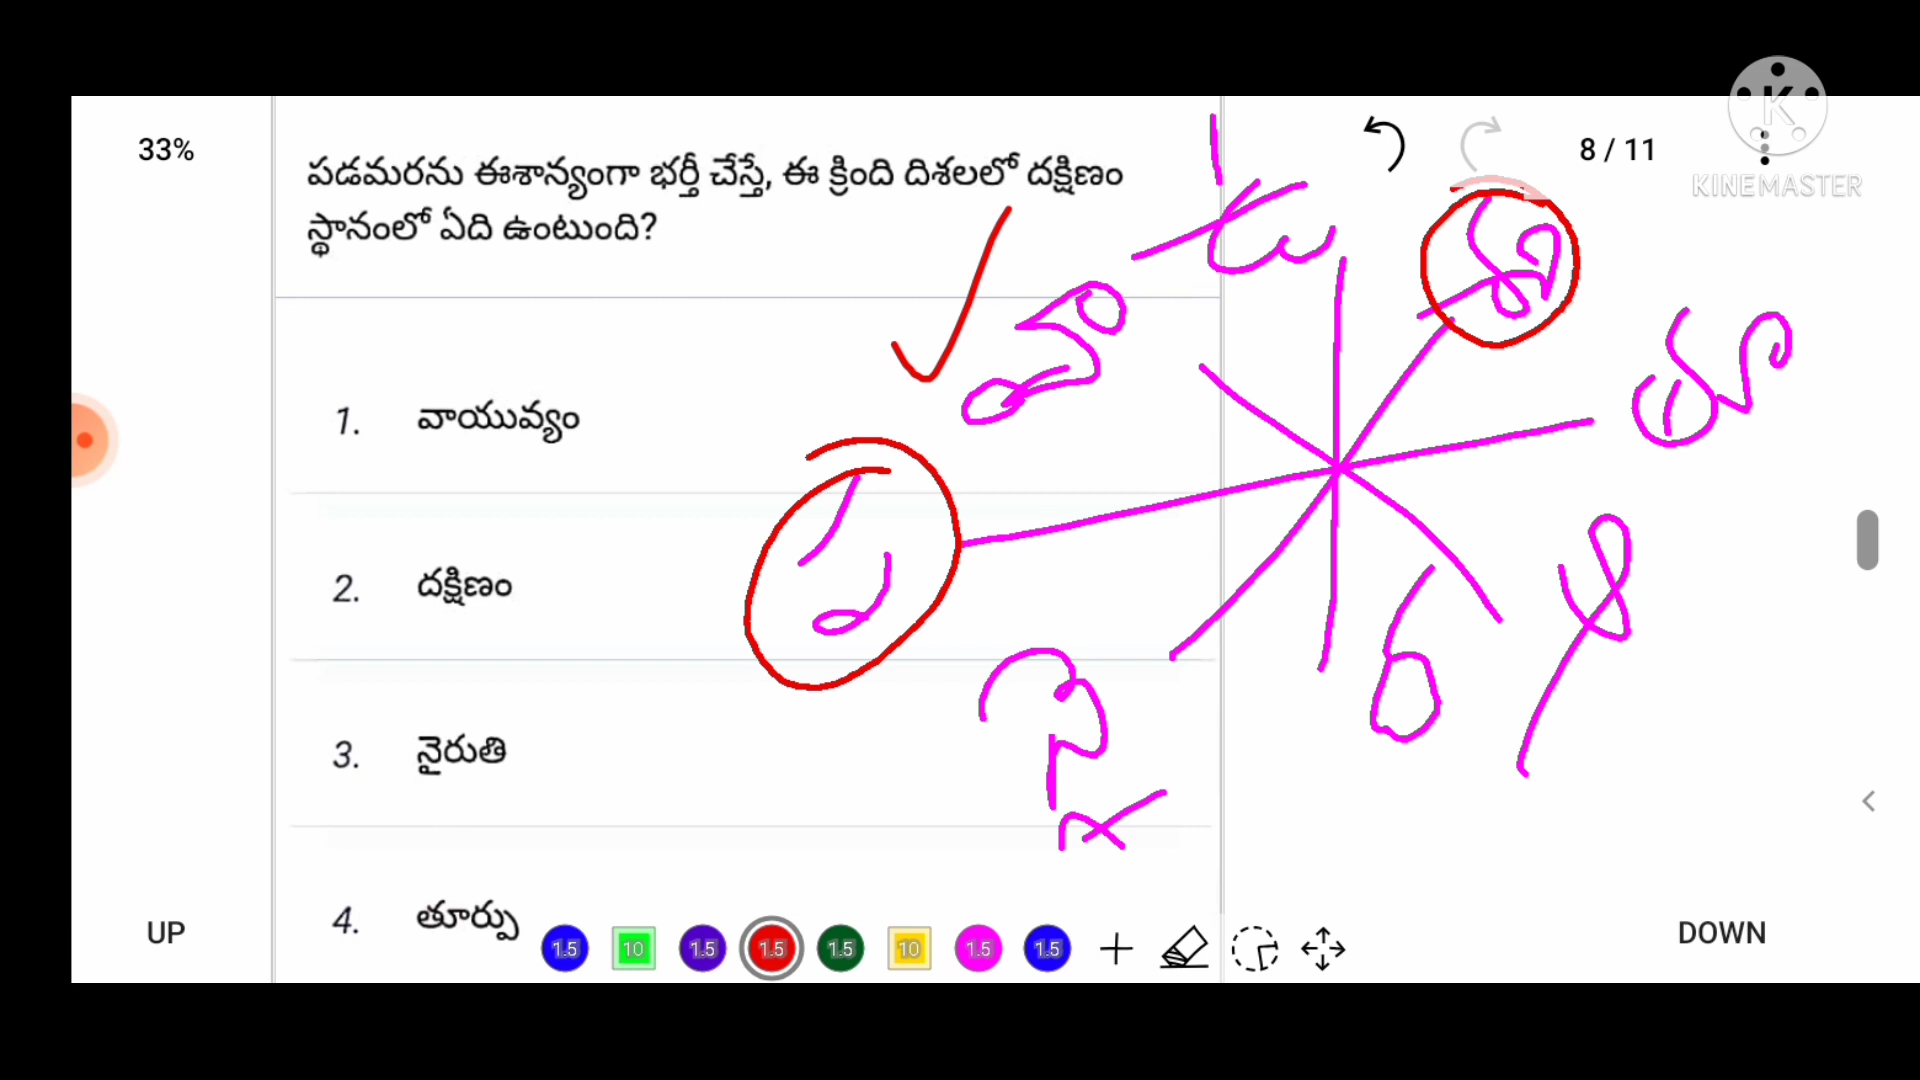 33%
8 / 11
KINEMASTER
పడమరను ఈశాన్యంగా భర్తీ చేస్తే, ఈ క్రింది దిశలలో దక్షిణం
స్థానంలో ఏది ఉంటుంది?
1. వాయువ్యం
2. దక్షిణం
3. నైరుతి
4. తూర్పు
UP
DOWN
1.5 10 1.5 1.5 1.5 10 1.5 1.5